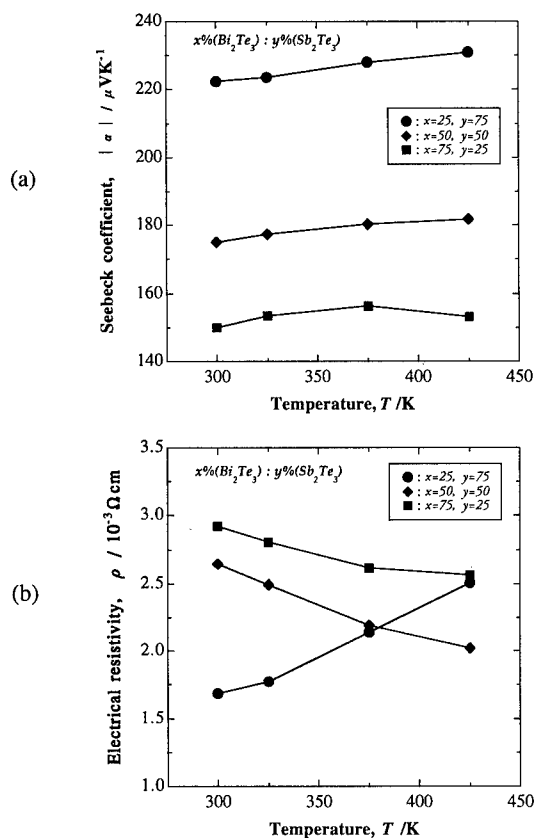 (a)
Seebeck coefficient, | α | / μVK⁻¹
240
220
200
180
160
140
x%(Bi₂Te₃) : y%(Sb₂Te₃)
● : x=25, y=75
◆ : x=50, y=50
■ : x=75, y=25
300 350 400 450
Temperature, T /K
(b)
Electrical resistivity, ρ / 10⁻³ Ω cm
3.5
3.0
2.5
2.0
1.5
1.0
x%(Bi₂Te₃) : y%(Sb₂Te₃)
● : x=25, y=75
◆ : x=50, y=50
■ : x=75, y=25
300 350 400 450
Temperature, T /K